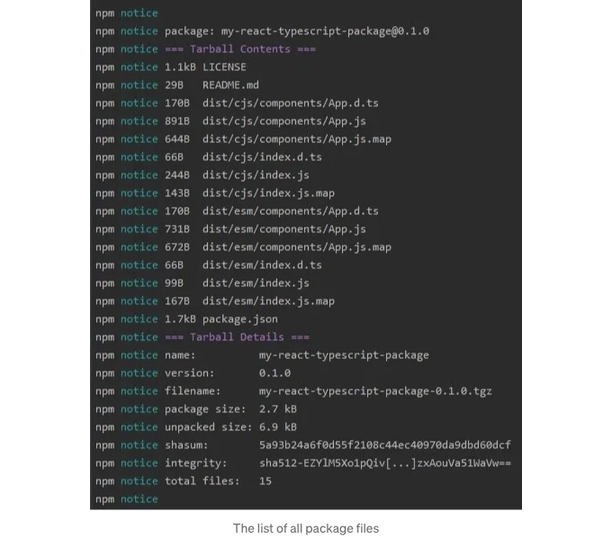 npm notice
npm notice package: my-react-typescript-package@0.1.0
npm notice === Tarball Contents ===
npm notice 1.1kB LICENSE
npm notice 29B README.md
npm notice 170B dist/cjs/components/App.d.ts
npm notice 891B dist/cjs/components/App.js
npm notice 644B dist/cjs/components/App.js.map
npm notice 66B dist/cjs/index.d.ts
npm notice 244B dist/cjs/index.js
npm notice 143B dist/cjs/index.js.map
npm notice 170B dist/esm/components/App.d.ts
npm notice 731B dist/esm/components/App.js
npm notice 672B dist/esm/components/App.js.map
npm notice 66B dist/esm/index.d.ts
npm notice 99B dist/esm/index.js
npm notice 167B dist/esm/index.js.map
npm notice 1.7kB package.json
npm notice === Tarball Details ===
npm notice name: my-react-typescript-package
npm notice version: 0.1.0
npm notice filename: my-react-typescript-package-0.1.0.tgz
npm notice package size: 2.7 kB
npm notice unpacked size: 6.9 kB
npm notice shasum: 5a93b24a6f0d55f2108c44ec40970da9dbd60dcf
npm notice integrity: sha512-EZYlM5Xo1pQiv[...]zxAouVa51WaVw==
npm notice total files: 15
npm notice
The list of all package files